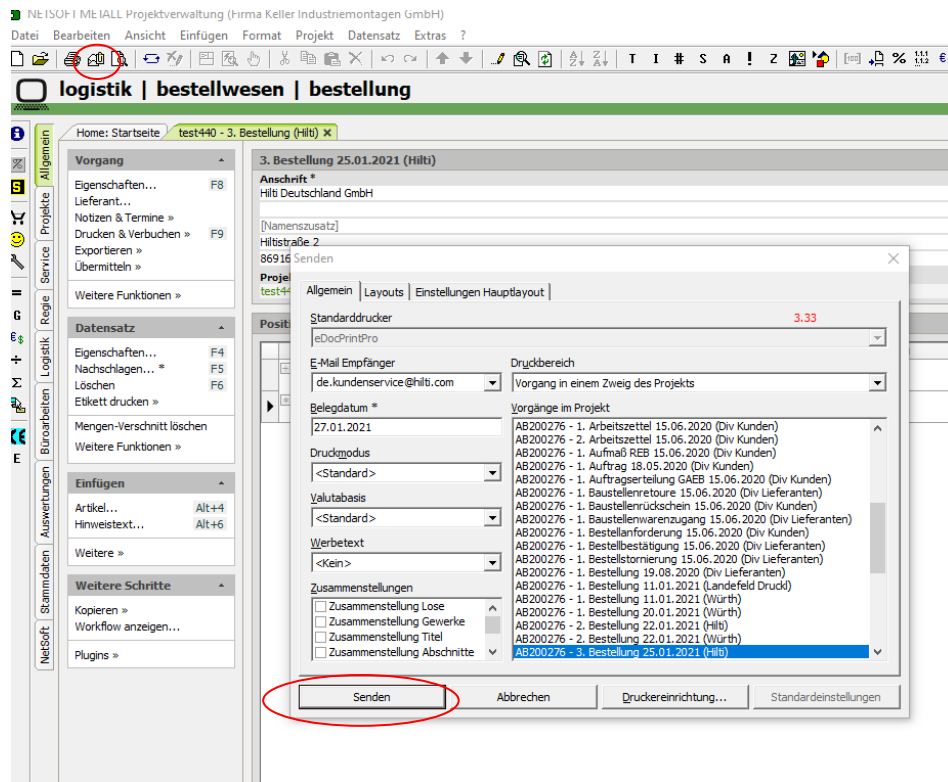 NETSOFT METALL Projektverwaltung (Firma Keller Industriemontagen GmbH)
Datei Bearbeiten Ansicht Einfügen Format Projekt Datensatz Extras ?
T I # S A ! Z %
logistik | bestellwesen | bestellung
Home: Startseite
test440 - 3. Bestellung (Hilti)
Allgemein
Projekte
Service
Regie
Logistik
Büroarbeiten
Auswertungen
Stammdaten
NetSoft
Vorgang
Eigenschaften... F8
Lieferant...
Notizen & Termine »
Drucken & Verbuchen » F9
Exportieren »
Übermitteln »
Weitere Funktionen »
Datensatz
Eigenschaften... F4
Nachschlagen... * F5
Löschen F6
Etikett drucken »
Mengen-Verschnitt löschen
Weitere Funktionen »
Einfügen
Artikel... Alt+4
Hinweistext... Alt+6
Weitere »
Weitere Schritte
Kopieren »
Workflow anzeigen...
Plugins »
3. Bestellung 25.01.2021 (Hilti)
Anschrift *
Hilti Deutschland GmbH
[Namenszusatz]
Hiltistraße 2
86916
Proje
test44
Positi
Senden
Allgemein
Layouts
Einstellungen Hauptlayout
Standarddrucker
3.33
eDocPrintPro
E-Mail Empfänger
de.kundenservice@hilti.com
Belegdatum *
27.01.2021
Druckmodus
<Standard>
Valutabasis
<Standard>
Werbetext
<Kein>
Zusammenstellungen
Zusammenstellung Lose
Zusammenstellung Gewerke
Zusammenstellung Titel
Zusammenstellung Abschnitte
Druckbereich
Vorgang in einem Zweig des Projekts
Vorgänge im Projekt
AB200276 - 1. Arbeitszettel 15.06.2020 (Div Kunden)
AB200276 - 2. Arbeitszettel 15.06.2020 (Div Kunden)
AB200276 - 1. Aufmaß REB 15.06.2020 (Div Kunden)
AB200276 - 1. Auftrag 18.05.2020 (Div Kunden)
AB200276 - 1. Auftragserteilung GAEB 15.06.2020 (Div Kunden)
AB200276 - 1. Baustellenretoure 15.06.2020 (Div Lieferanten)
AB200276 - 1. Baustellenrückschein 15.06.2020 (Div Kunden)
AB200276 - 1. Baustellenwarenzugang 15.06.2020 (Div Lieferanten)
AB200276 - 1. Bestellanforderung 15.06.2020 (Div Kunden)
AB200276 - 1. Bestellbestätigung 15.06.2020 (Div Lieferanten)
AB200276 - 1. Bestellstornierung 15.06.2020 (Div Lieferanten)
AB200276 - 1. Bestellung 19.08.2020 (Div Lieferanten)
AB200276 - 1. Bestellung 11.01.2021 (Landefeld Druckl)
AB200276 - 1. Bestellung 11.01.2021 (Würth)
AB200276 - 1. Bestellung 20.01.2021 (Würth)
AB200276 - 2. Bestellung 22.01.2021 (Hilti)
AB200276 - 2. Bestellung 22.01.2021 (Würth)
AB200276 - 3. Bestellung 25.01.2021 (Hilti)
Senden
Abbrechen
Druckereinrichtung...
Standardeinstellungen